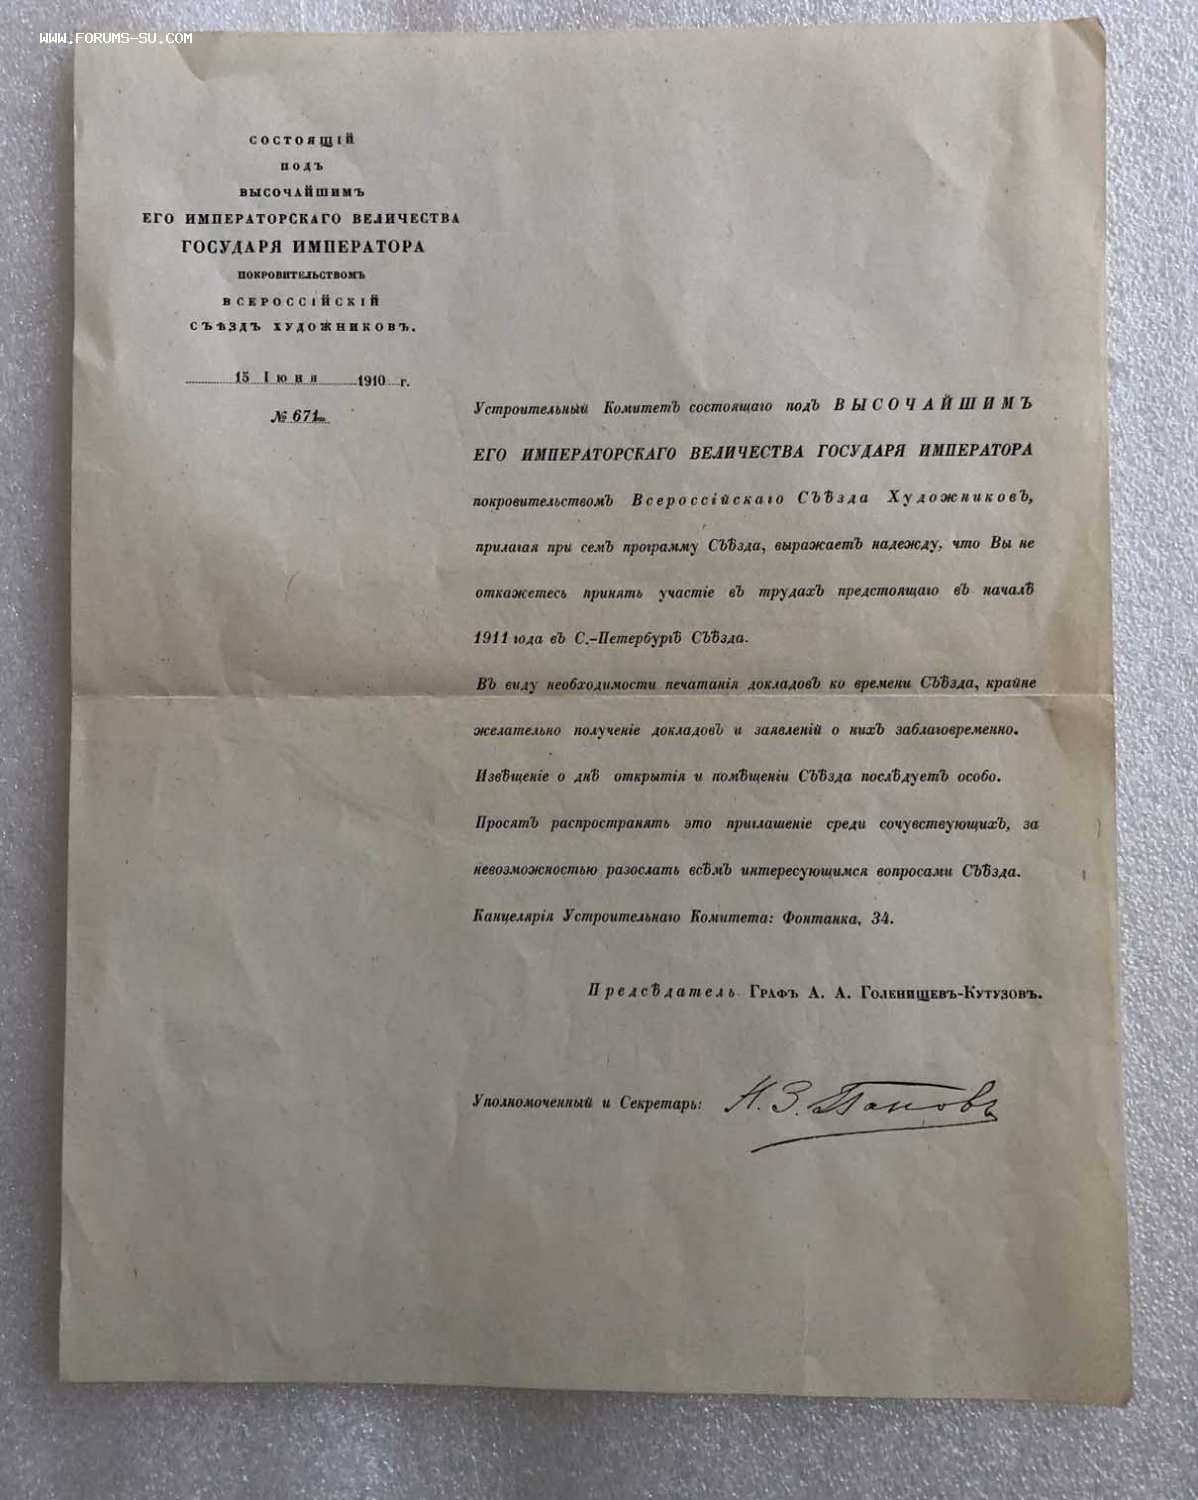 WWW.FORUMS-SU.COM
СОСТОЯЩІЙ
ПОДЪ
ВЫСОЧАЙШИМЪ
ЕГО ИМПЕРАТОРСКАГО ВЕЛИЧЕСТВА
ГОСУДАРЯ ИМПЕРАТОРА
ПОКРОВИТЕЛЬСТВОМЪ
ВСЕРОССІЙСКІЙ
СЪѢЗДЪ ХУДОЖНИКОВЪ.
15 Іюня 1910 г.
№ 671
Устроительный Комитетъ состоящаго подъ ВЫСОЧАЙШИМЪ
ЕГО ИМПЕРАТОРСКАГО ВЕЛИЧЕСТВА ГОСУДАРЯ ИМПЕРАТОРА
покровительствомъ Всероссійскаго Съѣзда Художниковъ,
прилагая при семъ программу Съѣзда, выражаетъ надежду, что Вы не
откажетесь принять участіе въ трудахъ предстоящаго въ началѣ
1911 года въ С.-Петербургѣ Съѣзда.
Въ виду необходимости печатанія докладовъ ко времени Съѣзда, крайне
желательно полученіе докладовъ и заявленій о нихъ заблаговременно.
Извѣщеніе о днѣ открытія и помѣщеніи Съѣзда послѣдуетъ особо.
Просятъ распространять это приглашеніе среди сочувствующихъ, за
невозможностью разослать всѣмъ интересующимся вопросами Съѣзда.
Канцелярія Устроительнаго Комитета: Фонтанка, 34.
Предсѣдатель Графъ А. А. Голенищевъ-Кутузовъ.
Уполномоченный и Секретарь: